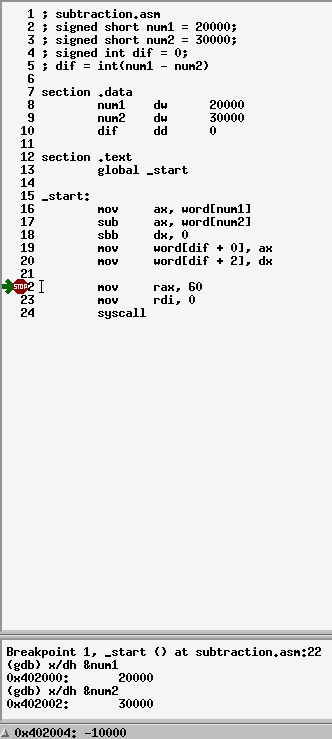 1 ; subtraction.asm
2 ; signed short num1 = 20000;
3 ; signed short num2 = 30000;
4 ; signed int dif = 0;
5 ; dif = int(num1 - num2)
6
7 section .data
8 num1 dw 20000
9 num2 dw 30000
10 dif dd 0
11
12 section .text
13 global _start
14
15 _start:
16 mov ax, word[num1]
17 sub ax, word[num2]
18 sbb dx, 0
19 mov word[dif + 0], ax
20 mov word[dif + 2], dx
21
STOP 2 mov rax, 60
23 mov rdi, 0
24 syscall
Breakpoint 1, _start () at subtraction.asm:22
(gdb) x/dh &num1
0x402000: 20000
(gdb) x/dh &num2
0x402002: 30000
0x402004: -10000